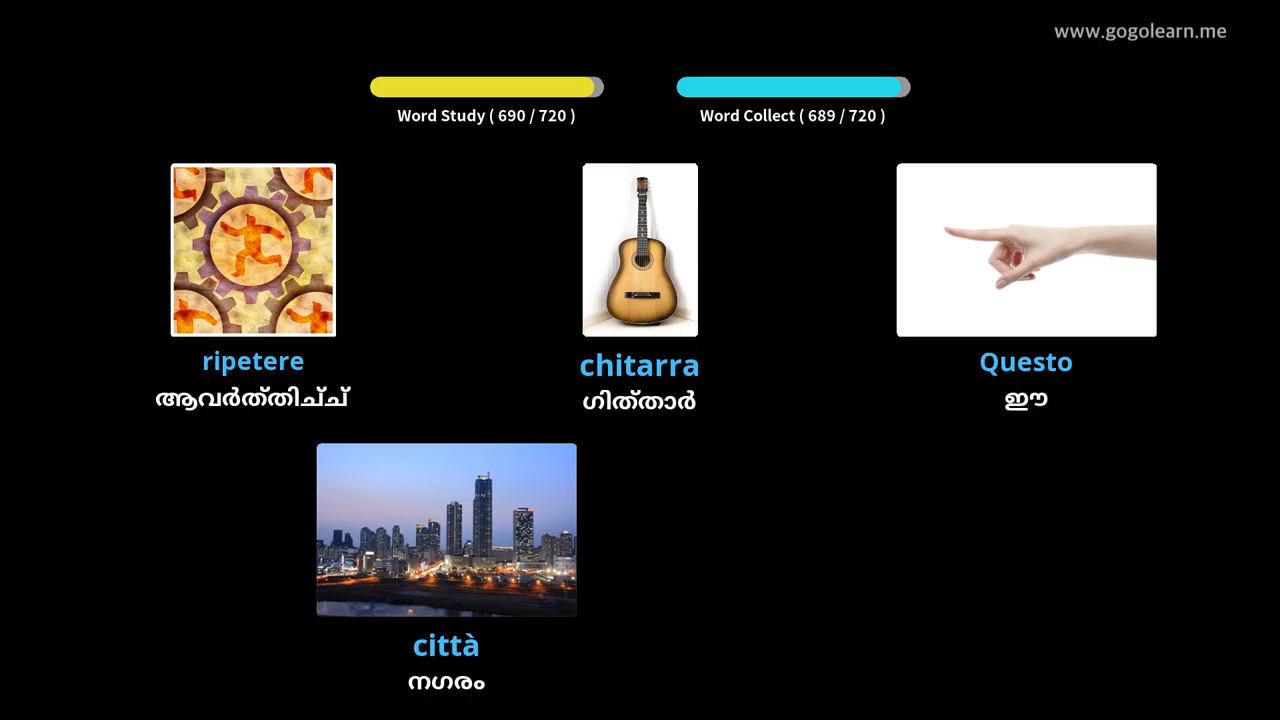 www.gogolearn.me
Word Study ( 690 / 720 )
Word Collect ( 689 / 720 )
ripetere
ആവർത്തിച്ച്
chitarra
ഗിത്താർ
Questo
ഈ
città
നഗരം